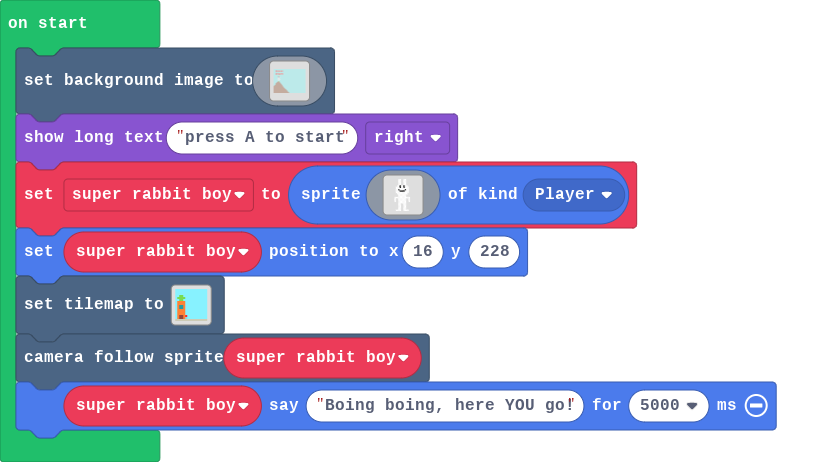 on start
set background image to
show long text "press A to start" right
set super rabbit boy to sprite of kind Player
set super rabbit boy position to x 16 y 228
set tilemap to
camera follow sprite super rabbit boy
super rabbit boy say "Boing boing, here YOU go!" for 5000 ms